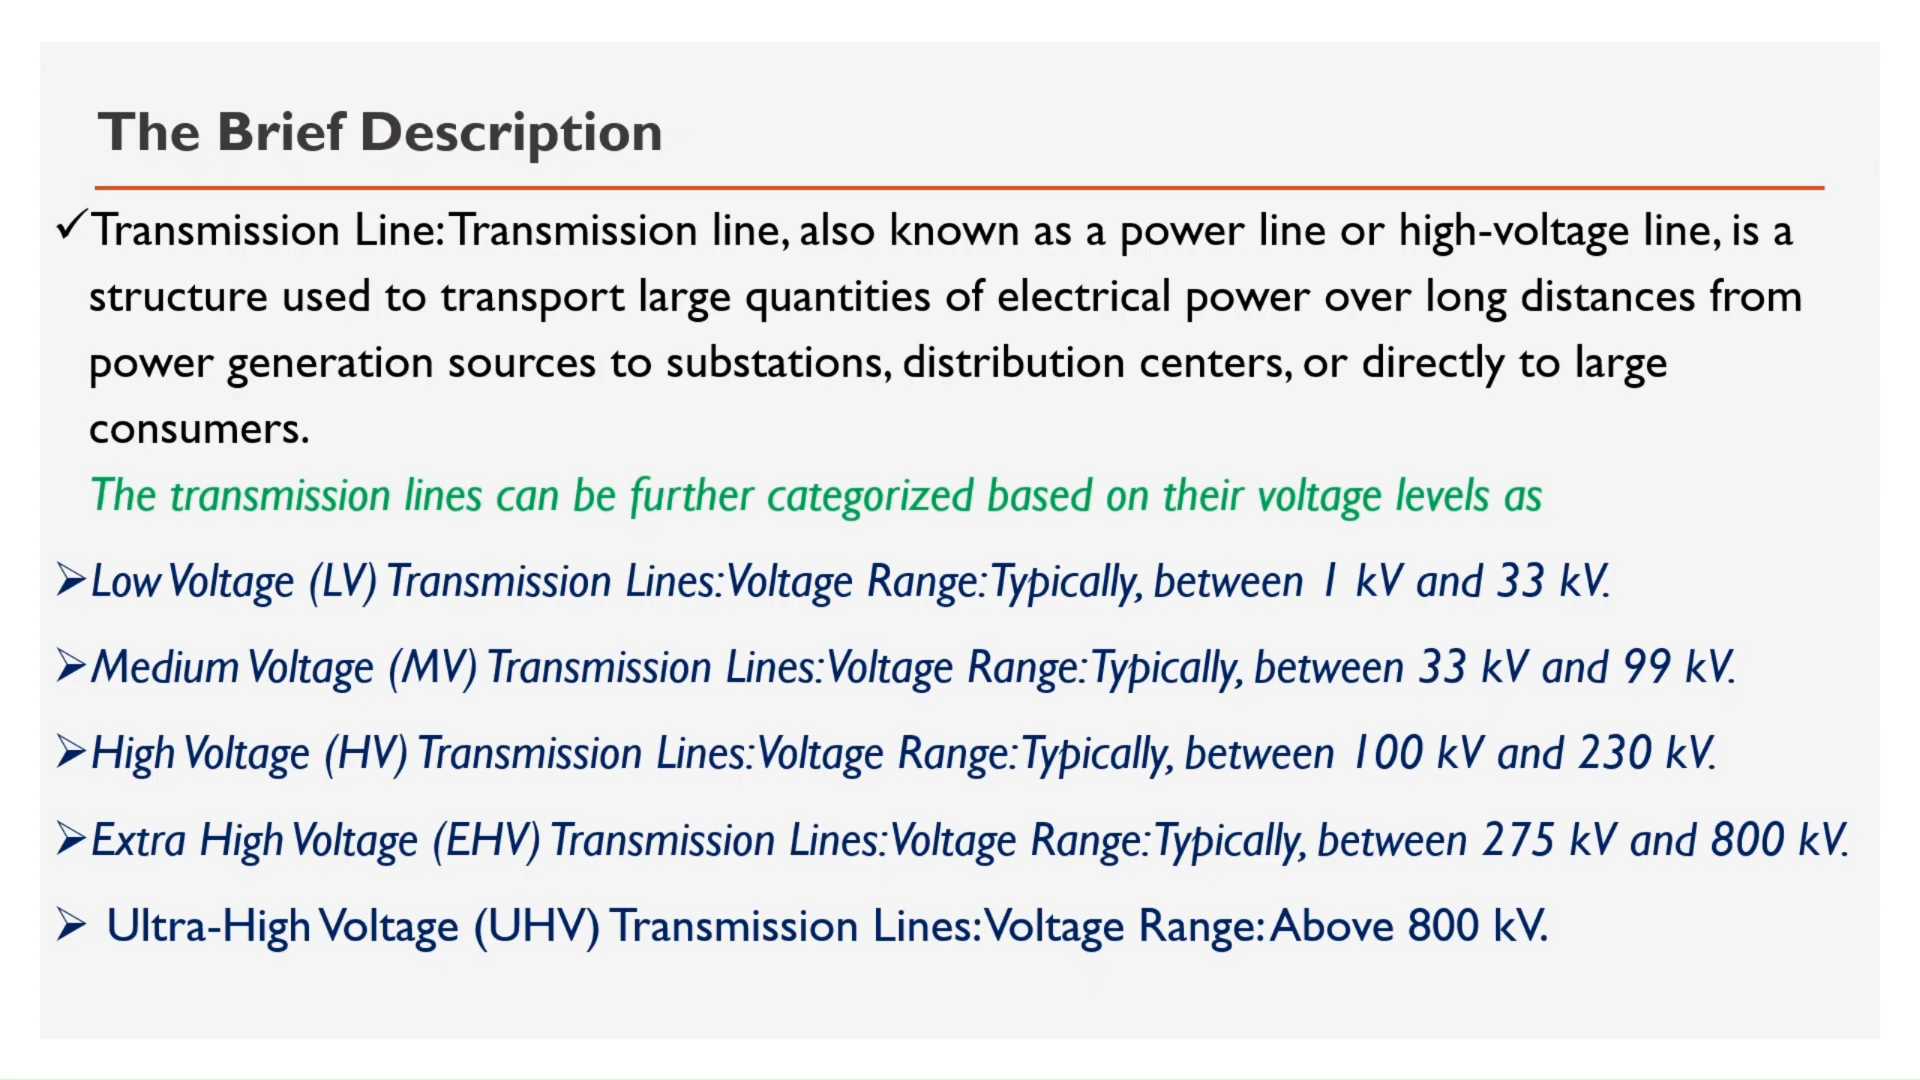 The Brief Description
✓Transmission Line: Transmission line, also known as a power line or high-voltage line, is a
structure used to transport large quantities of electrical power over long distances from
power generation sources to substations, distribution centers, or directly to large
consumers.
The transmission lines can be further categorized based on their voltage levels as
➢Low Voltage (LV) Transmission Lines: Voltage Range: Typically, between 1 kV and 33 kV.
➢Medium Voltage (MV) Transmission Lines: Voltage Range: Typically, between 33 kV and 99 kV.
➢High Voltage (HV) Transmission Lines: Voltage Range: Typically, between 100 kV and 230 kV.
➢Extra High Voltage (EHV) Transmission Lines: Voltage Range: Typically, between 275 kV and 800 kV.
➢ Ultra-High Voltage (UHV) Transmission Lines: Voltage Range: Above 800 kV.